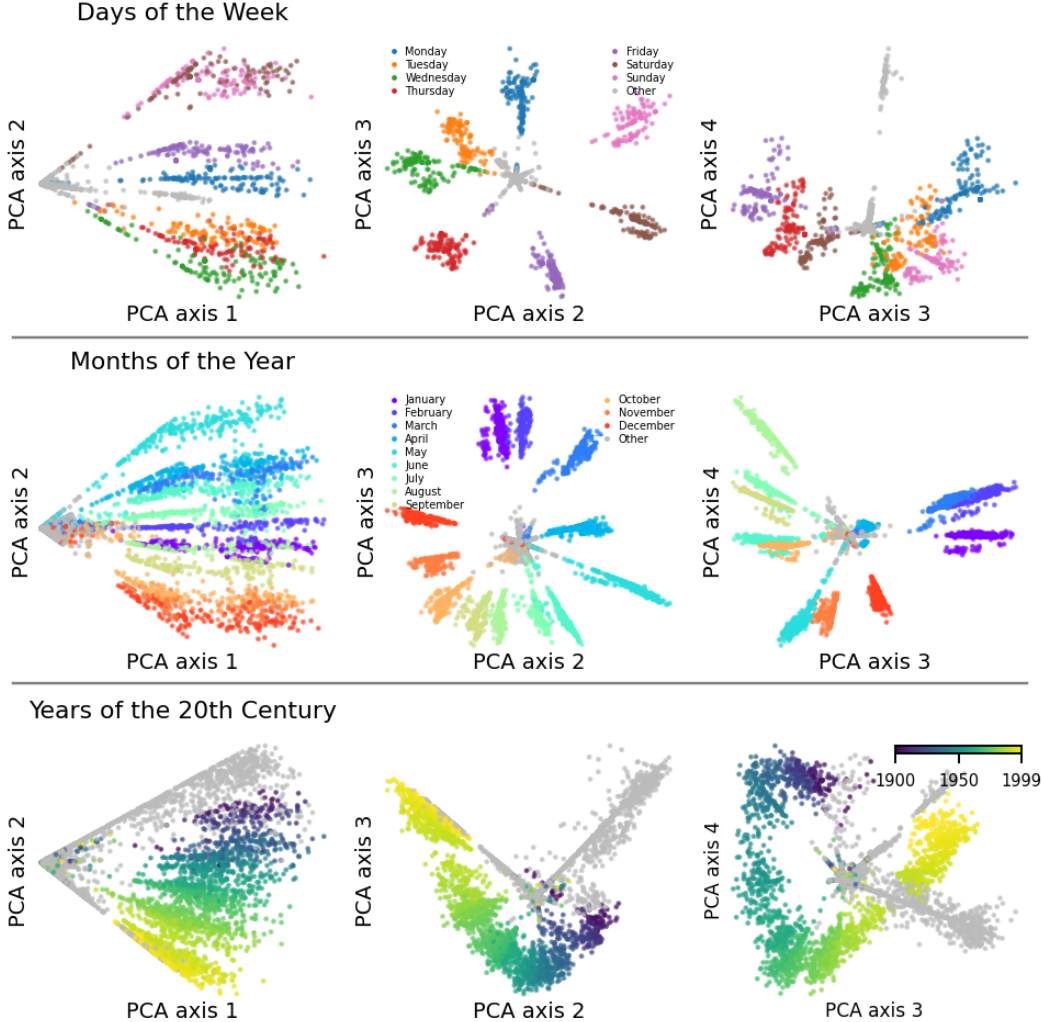 Days of the Week
PCA axis 2
PCA axis 1
PCA axis 3
Monday
Tuesday
Wednesday
Thursday
Friday
Saturday
Sunday
Other
PCA axis 2
PCA axis 4
PCA axis 3
Months of the Year
PCA axis 2
PCA axis 1
PCA axis 3
January
February
March
April
May
June
July
August
September
October
November
December
Other
PCA axis 2
PCA axis 4
PCA axis 3
Years of the 20th Century
PCA axis 2
PCA axis 1
PCA axis 3
PCA axis 2
PCA axis 4
1900 1950 1999
PCA axis 3